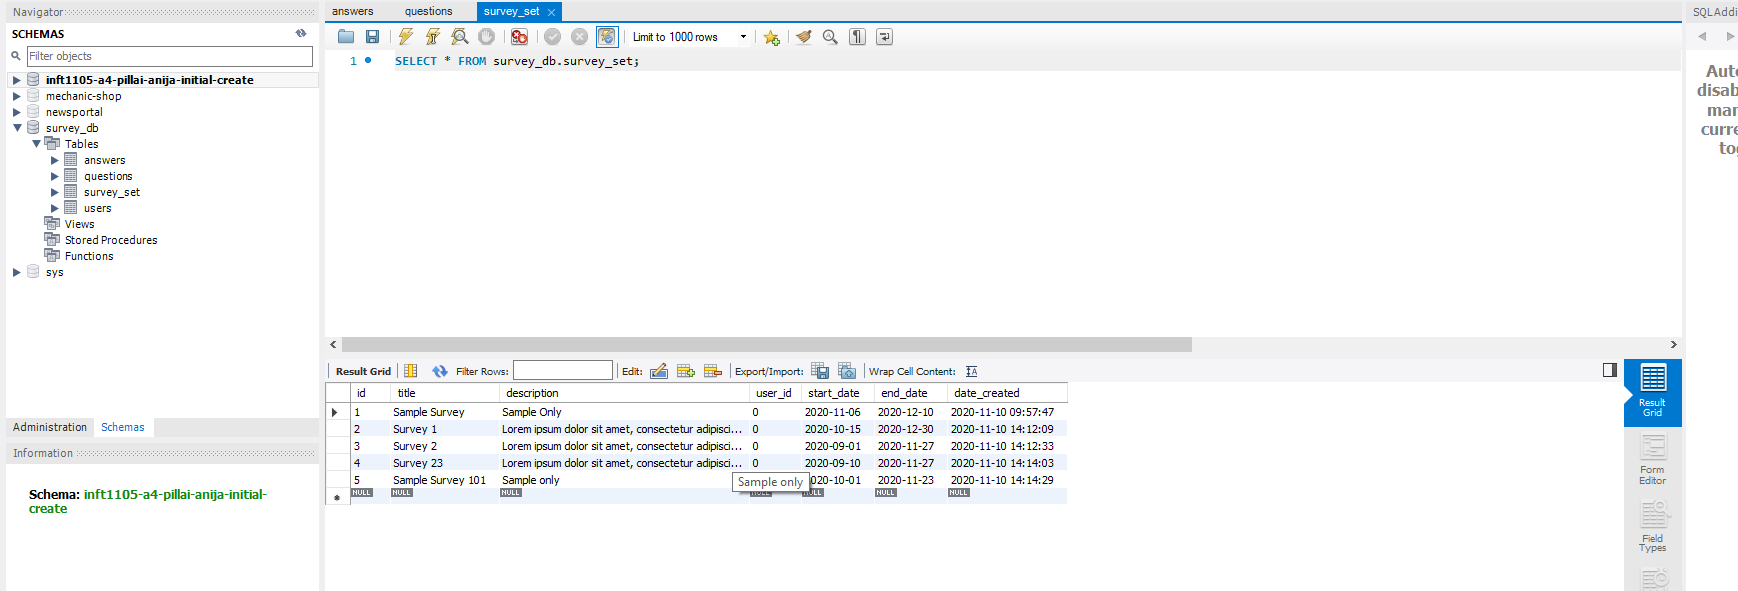 Navigator
SCHEMAS
Filter objects
inft1105-a4-pillai-anija-initial-create
mechanic-shop
newsportal
survey_db
Tables
answers
questions
survey_set
users
Views
Stored Procedures
Functions
sys
Administration Schemas
Information
Schema: inft1105-a4-pillai-anija-initial-
create
answers questions survey_set
Limit to 1000 rows
1 SELECT * FROM survey_db.survey_set;
Result Grid Filter Rows: Edit: Export/Import: Wrap Cell Content:
id title description user_id start_date end_date date_created
1 Sample Survey Sample Only 0 2020-11-06 2020-12-10 2020-11-10 09:57:47
2 Survey 1 Lorem ipsum dolor sit amet, consectetur adipisci... 0 2020-10-15 2020-12-30 2020-11-10 14:12:09
3 Survey 2 Lorem ipsum dolor sit amet, consectetur adipisci... 0 2020-09-01 2020-11-27 2020-11-10 14:12:33
4 Survey 23 Lorem ipsum dolor sit amet, consectetur adipisci... 0 2020-09-10 2020-11-27 2020-11-10 14:14:03
5 Sample Survey 101 Sample only 020-10-01 2020-11-23 2020-11-10 14:14:29
Sample only
NULL NULL NULL NULL NULL NULL NULL
Result
Grid
Form
Editor
Field
Types
SQLAddi
Auto
disab
mar
curre
tog